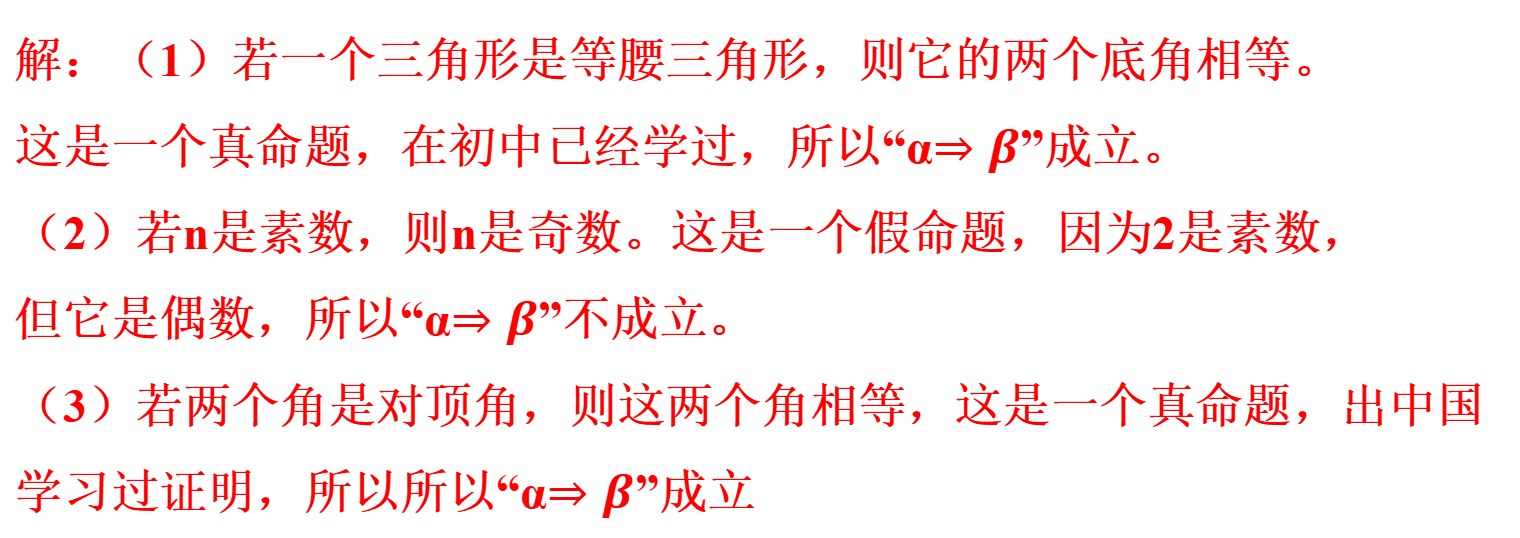 解：（1）若一个三角形是等腰三角形，则它的两个底角相等。
这是一个真命题，在初中已经学过，所以“α⇒ β”成立。
（2）若n是素数，则n是奇数。这是一个假命题，因为2是素数，
但它是偶数，所以“α⇒ β”不成立。
（3）若两个角是对顶角，则这两个角相等，这是一个真命题，出中国
学习过证明，所以所以“α⇒ β”成立